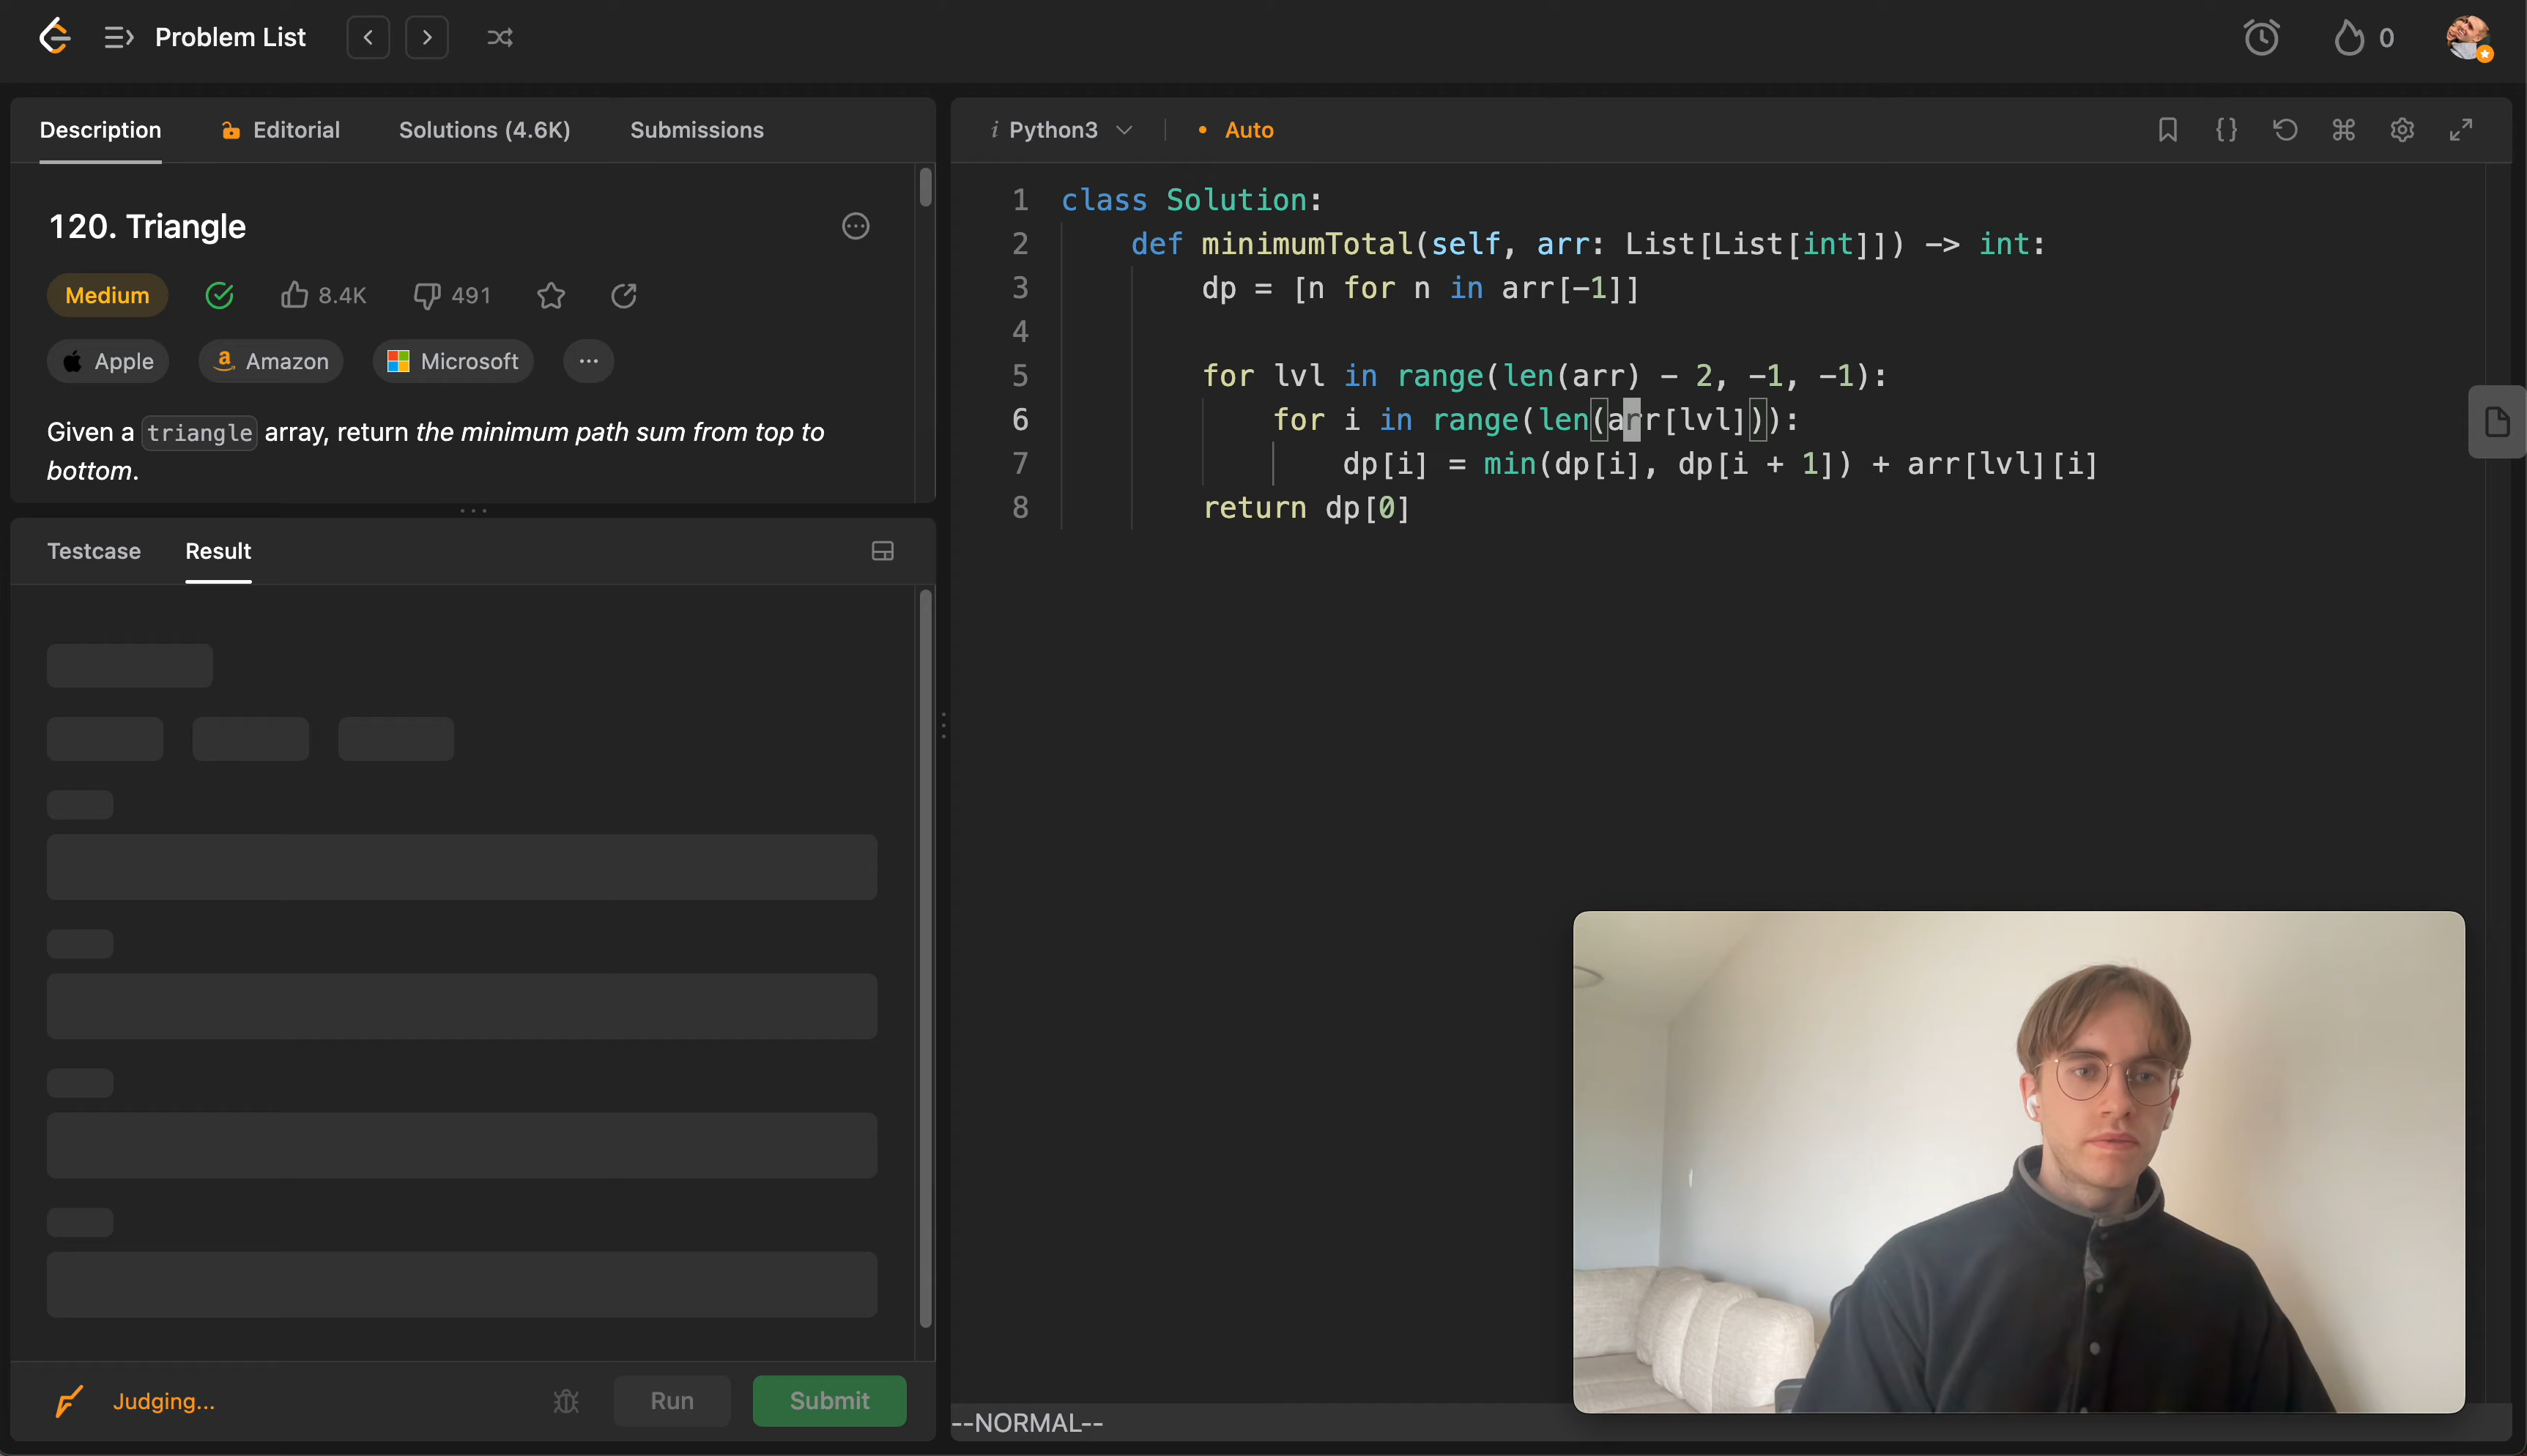 Problem List
0
Description
Editorial
Solutions (4.6K)
Submissions
120. Triangle
Medium
8.4K
491
Apple
Amazon
Microsoft
Given a triangle array, return the minimum path sum from top to
bottom.
Testcase
Result
Judging...
Run
Submit
i Python3
• Auto
1 class Solution:
2 def minimumTotal(self, arr: List[List[int]]) -> int:
3 dp = [n for n in arr[-1]]
4
5 for lvl in range(len(arr) - 2, -1, -1):
6 for i in range(len(arr[lvl])):
7 dp[i] = min(dp[i], dp[i + 1]) + arr[lvl][i]
8 return dp[0]
--NORMAL--